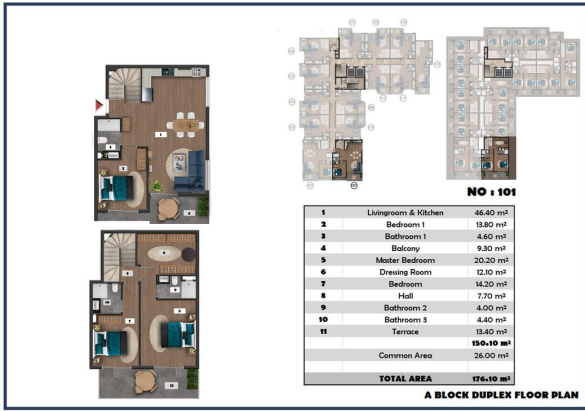 NO : 101
1 Livingroom & Kitchen 46.40 m²
2 Bedroom 1 13.80 m²
3 Bathroom 1 4.60 m²
4 Balcony 9.30 m²
5 Master Bedroom 20.20 m²
6 Dressing Room 12.10 m²
7 Bedroom 14.20 m²
8 Hall 7.70 m²
9 Bathroom 2 4.00 m²
10 Bathroom 3 4.40 m²
11 Terrace 13.40 m²
150.10 m²
Common Area 26.00 m²
TOTAL AREA 176.10 m²
A BLOCK DUPLEX FLOOR PLAN